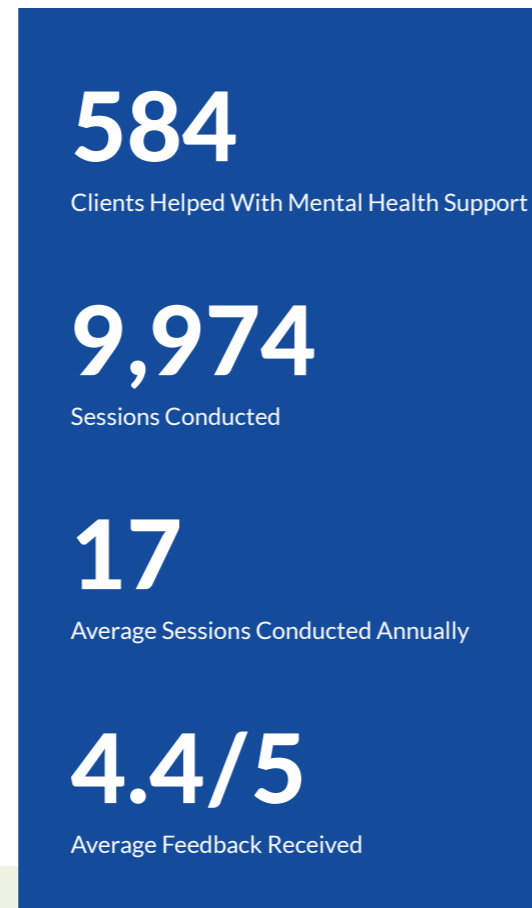 584
Clients Helped With Mental Health Support
9,974
Sessions Conducted
17
Average Sessions Conducted Annually
4.4/5
Average Feedback Received